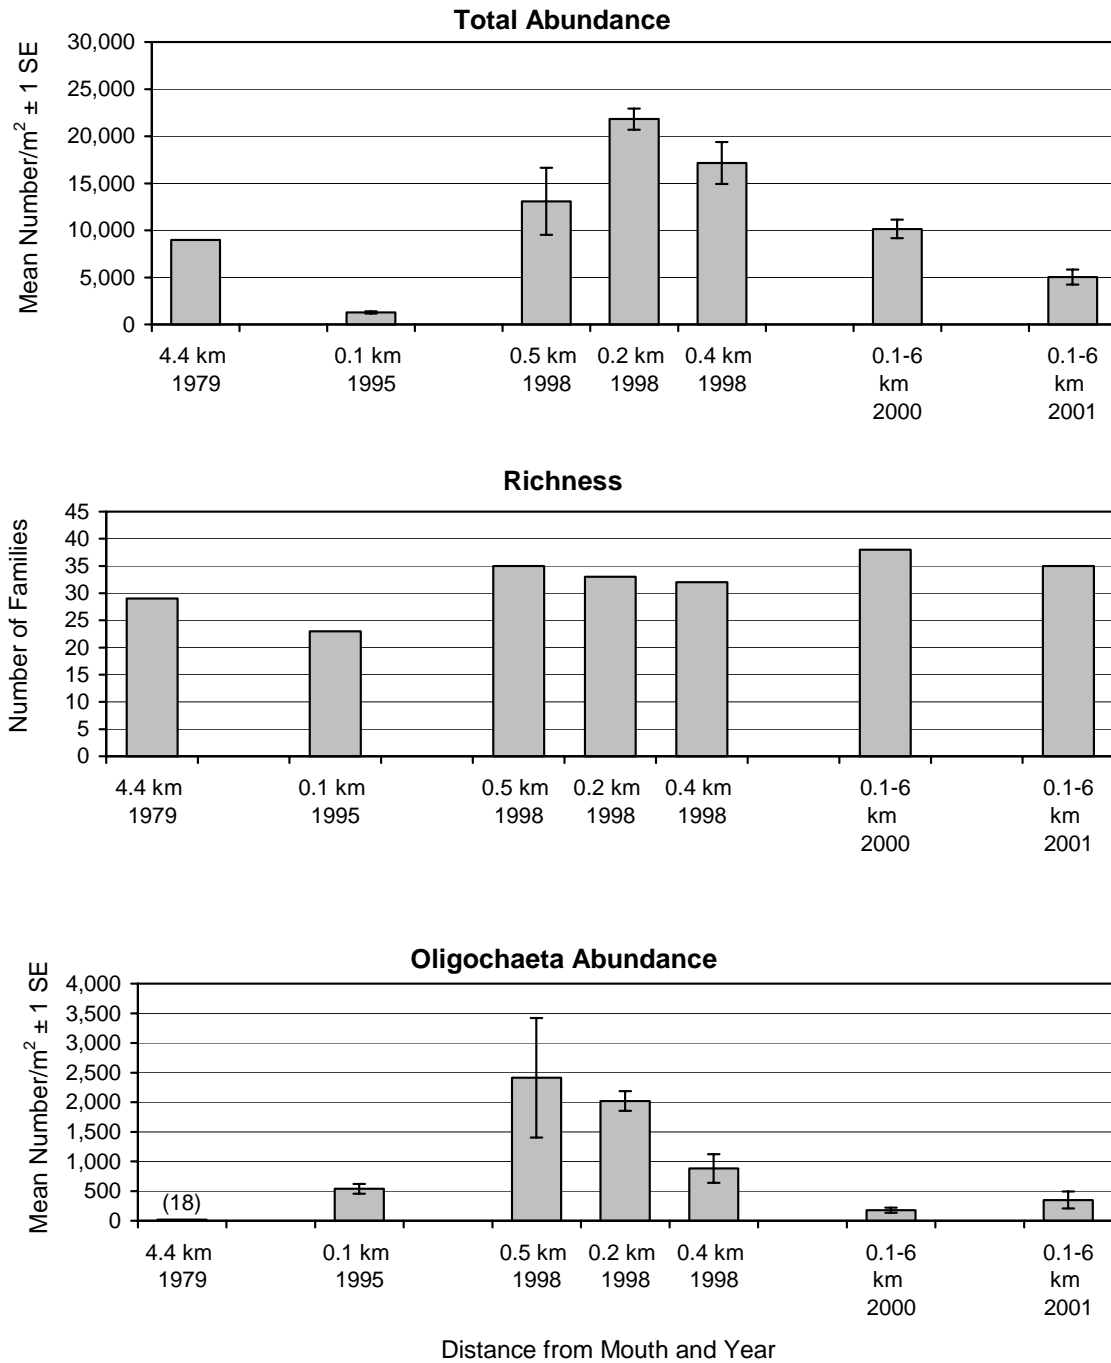 Total Abundance
Mean Number/m² ± 1 SE
30,000
25,000
20,000
15,000
10,000
5,000
0
4.4 km 0.1 km 0.5 km 0.2 km 0.4 km 0.1-6 0.1-6
1979 1995 1998 1998 1998 km km
2000 2001
Richness
Number of Families
45
40
35
30
25
20
15
10
5
0
4.4 km 0.1 km 0.5 km 0.2 km 0.4 km 0.1-6 0.1-6
1979 1995 1998 1998 1998 km km
2000 2001
Oligochaeta Abundance
Mean Number/m² ± 1 SE
4,000
3,500
3,000
2,500
2,000
1,500
1,000
500
0
(18)
4.4 km 0.1 km 0.5 km 0.2 km 0.4 km 0.1-6 0.1-6
1979 1995 1998 1998 1998 km km
2000 2001
Distance from Mouth and Year